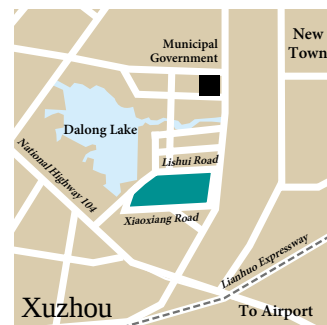 Municipal
Government
New
Town
Dalong Lake
National Highway 104
Lishui Road
Xiaoxiang Road
Lianhuo Expressway
Xuzhou
To Airport